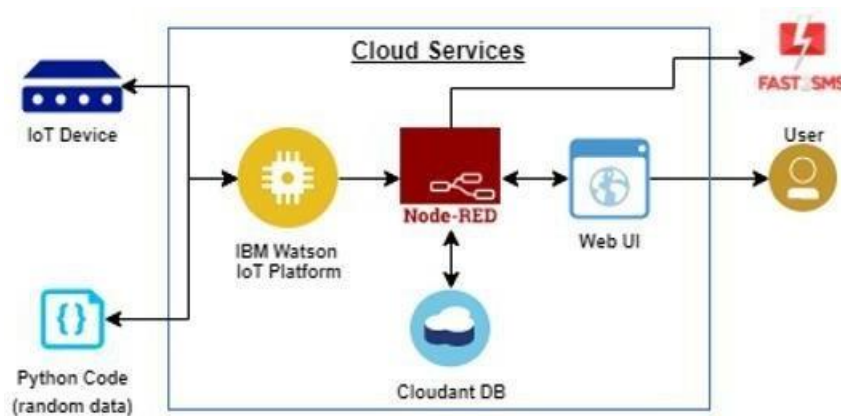 Cloud Services
IoT Device
FAST2SMS
User
IBM Watson
IoT Platform
Node-RED
Web UI
{}
Python Code
(random data)
Cloudant DB